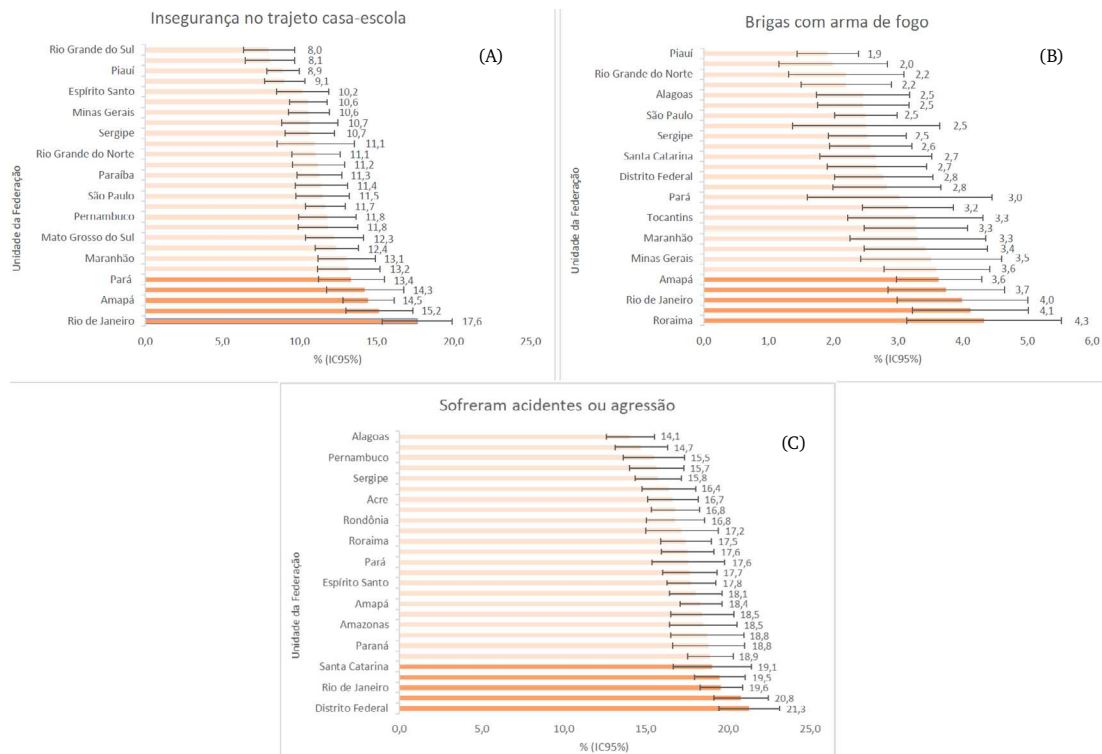 Insegurança no trajeto casa-escola
(A)
Unidade da Federação
Rio Grande do Sul 8,0
8,1
Piauí 8,9
9,1
Espírito Santo 10,2
10,6
Minas Gerais 10,6
10,7
Sergipe 10,7
11,1
Rio Grande do Norte 11,1
11,2
Paraíba 11,3
11,4
São Paulo 11,5
11,7
Pernambuco 11,8
11,8
Mato Grosso do Sul 12,3
12,4
Maranhão 13,1
13,2
Pará 13,4
14,3
Amapá 14,5
15,2
Rio de Janeiro 17,6
0,0 5,0 10,0 15,0 20,0 25,0
% (IC95%)
Brigas com arma de fogo
(B)
Unidade da Federação
Piauí 1,9
2,0
Rio Grande do Norte 2,2
2,2
Alagoas 2,5
2,5
São Paulo 2,5
2,5
Sergipe 2,5
2,6
Santa Catarina 2,7
2,7
Distrito Federal 2,8
2,8
Pará 3,0
3,2
Tocantins 3,3
3,3
Maranhão 3,3
3,4
Minas Gerais 3,5
3,6
Amapá 3,6
3,7
Rio de Janeiro 4,0
4,1
Roraima 4,3
0,0 1,0 2,0 3,0 4,0 5,0 6,0
% (IC95%)
Sofreram acidentes ou agressão
(C)
Unidade da Federação
Alagoas 14,1
14,7
Pernambuco 15,5
15,7
Sergipe 15,8
16,4
Acre 16,7
16,8
Rondônia 16,8
17,2
Roraima 17,5
17,6
Pará 17,6
17,7
Espírito Santo 17,8
18,1
Amapá 18,4
18,5
Amazonas 18,5
18,8
Paraná 18,8
18,9
Santa Catarina 19,1
19,5
Rio de Janeiro 19,6
20,8
Distrito Federal 21,3
0,0 5,0 10,0 15,0 20,0 25,0
% (IC95%)